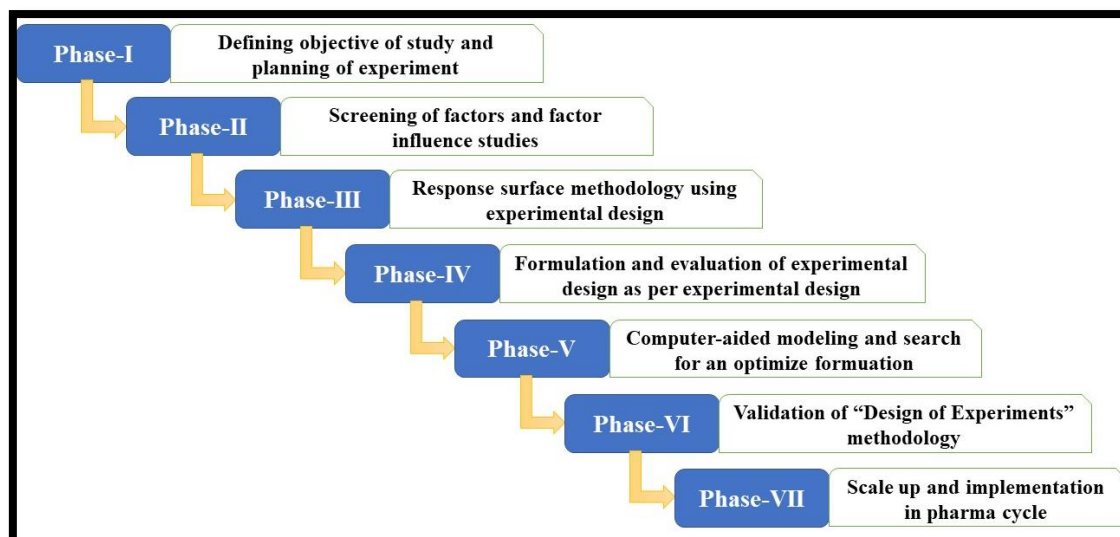 Phase-I
Defining objective of study and
planning of experiment
Phase-II
Screening of factors and factor
influence studies
Phase-III
Response surface methodology using
experimental design
Phase-IV
Formulation and evaluation of experimental
design as per experimental design
Phase-V
Computer-aided modeling and search
for an optimize formuation
Phase-VI
Validation of “Design of Experiments”
methodology
Phase-VII
Scale up and implementation
in pharma cycle